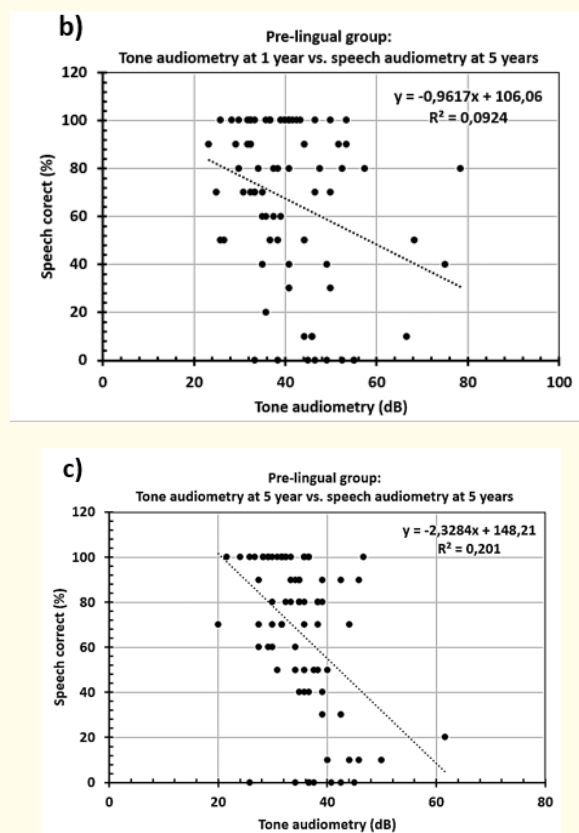 b)
Pre-lingual group:
Tone audiometry at 1 year vs. speech audiometry at 5 years
y = -0,9617x + 106,06
R² = 0,0924
120
100
80
60
40
20
0
Speech corect (%)
0 20 40 60 80 100
Tone audiometry (dB)
c)
Pre-lingual group:
Tone audiometry at 5 year vs. speech audiometry at 5 years
y = -2,3284x + 148,21
R² = 0,201
120
100
80
60
40
20
0
Speech correct (%)
0 20 40 60 80
Tone audiometry (dB)